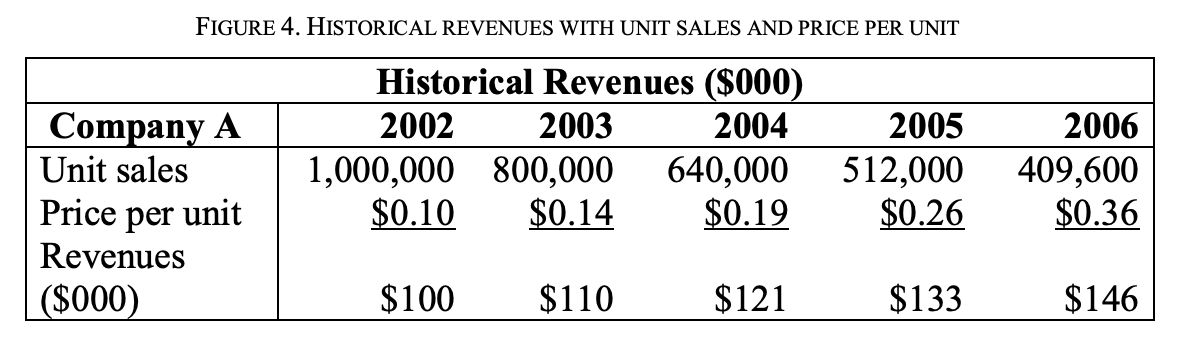 FIGURE 4. HISTORICAL REVENUES WITH UNIT SALES AND PRICE PER UNIT
Historical Revenues ($000)
Company A 2002 2003 2004 2005 2006
Unit sales 1,000,000 800,000 640,000 512,000 409,600
Price per unit $0.10 $0.14 $0.19 $0.26 $0.36
Revenues
($000) $100 $110 $121 $133 $146